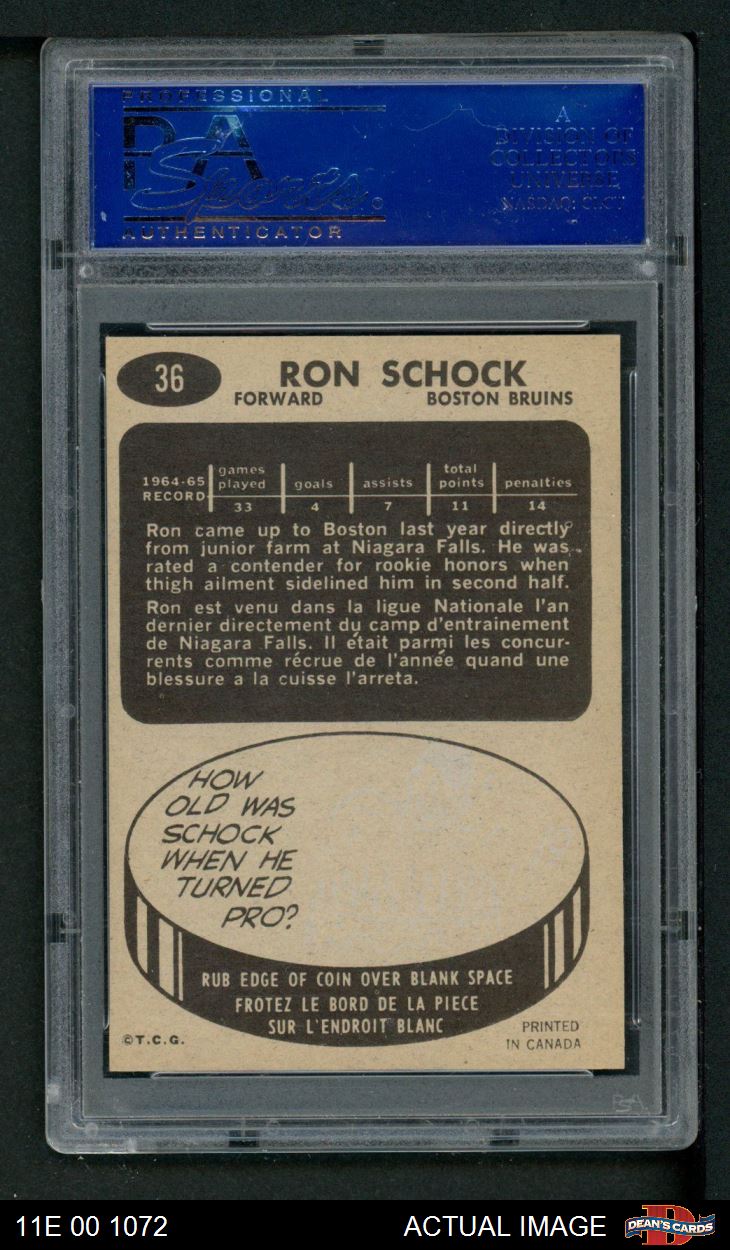 PROFESSIONAL
PSA
Sports
AUTHENTICATOR
A
DIVISION OF
COLLECTORS
UNIVERSE
NASDAQ: CLCT
36
RON SCHOCK
FORWARD BOSTON BRUINS
1964-65 RECORD
games played goals assists total points penalties
33 4 7 11 14
Ron came up to Boston last year directly
from junior farm at Niagara Falls. He was
rated a contender for rookie honors when
thigh ailment sidelined him in second half.
Ron est venu dans la ligue Nationale l'an
dernier directement du camp d'entrainement
de Niagara Falls. Il était parmi les concur-
rents comme récrue de l'année quand une
blessure a la cuisse l'arreta.
HOW
OLD WAS
SCHOCK
WHEN HE
TURNED
PRO?
RUB EDGE OF COIN OVER BLANK SPACE
FROTEZ LE BORD DE LA PIECE
SUR L'ENDROIT BLANC
©T.C.G.
PRINTED
IN CANADA
PSA
11E 00 1072 ACTUAL IMAGE DEAN'S CARDS